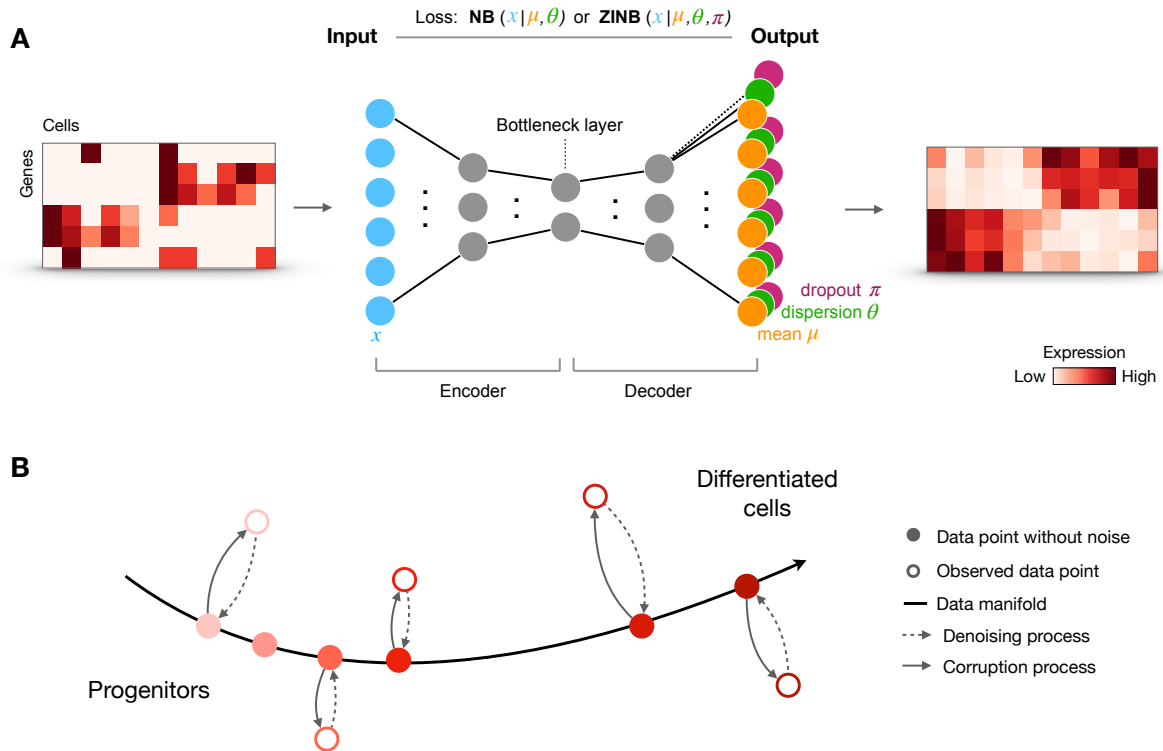 Loss: NB (x|μ,θ) or ZINB (x|μ,θ,π)
A
Input
Output
Cells
Genes
Bottleneck layer
dropout π
dispersion θ
mean μ
x
Encoder
Decoder
Expression
Low
High
B
Differentiated
cells
Progenitors
Data point without noise
Observed data point
Data manifold
Denoising process
Corruption process